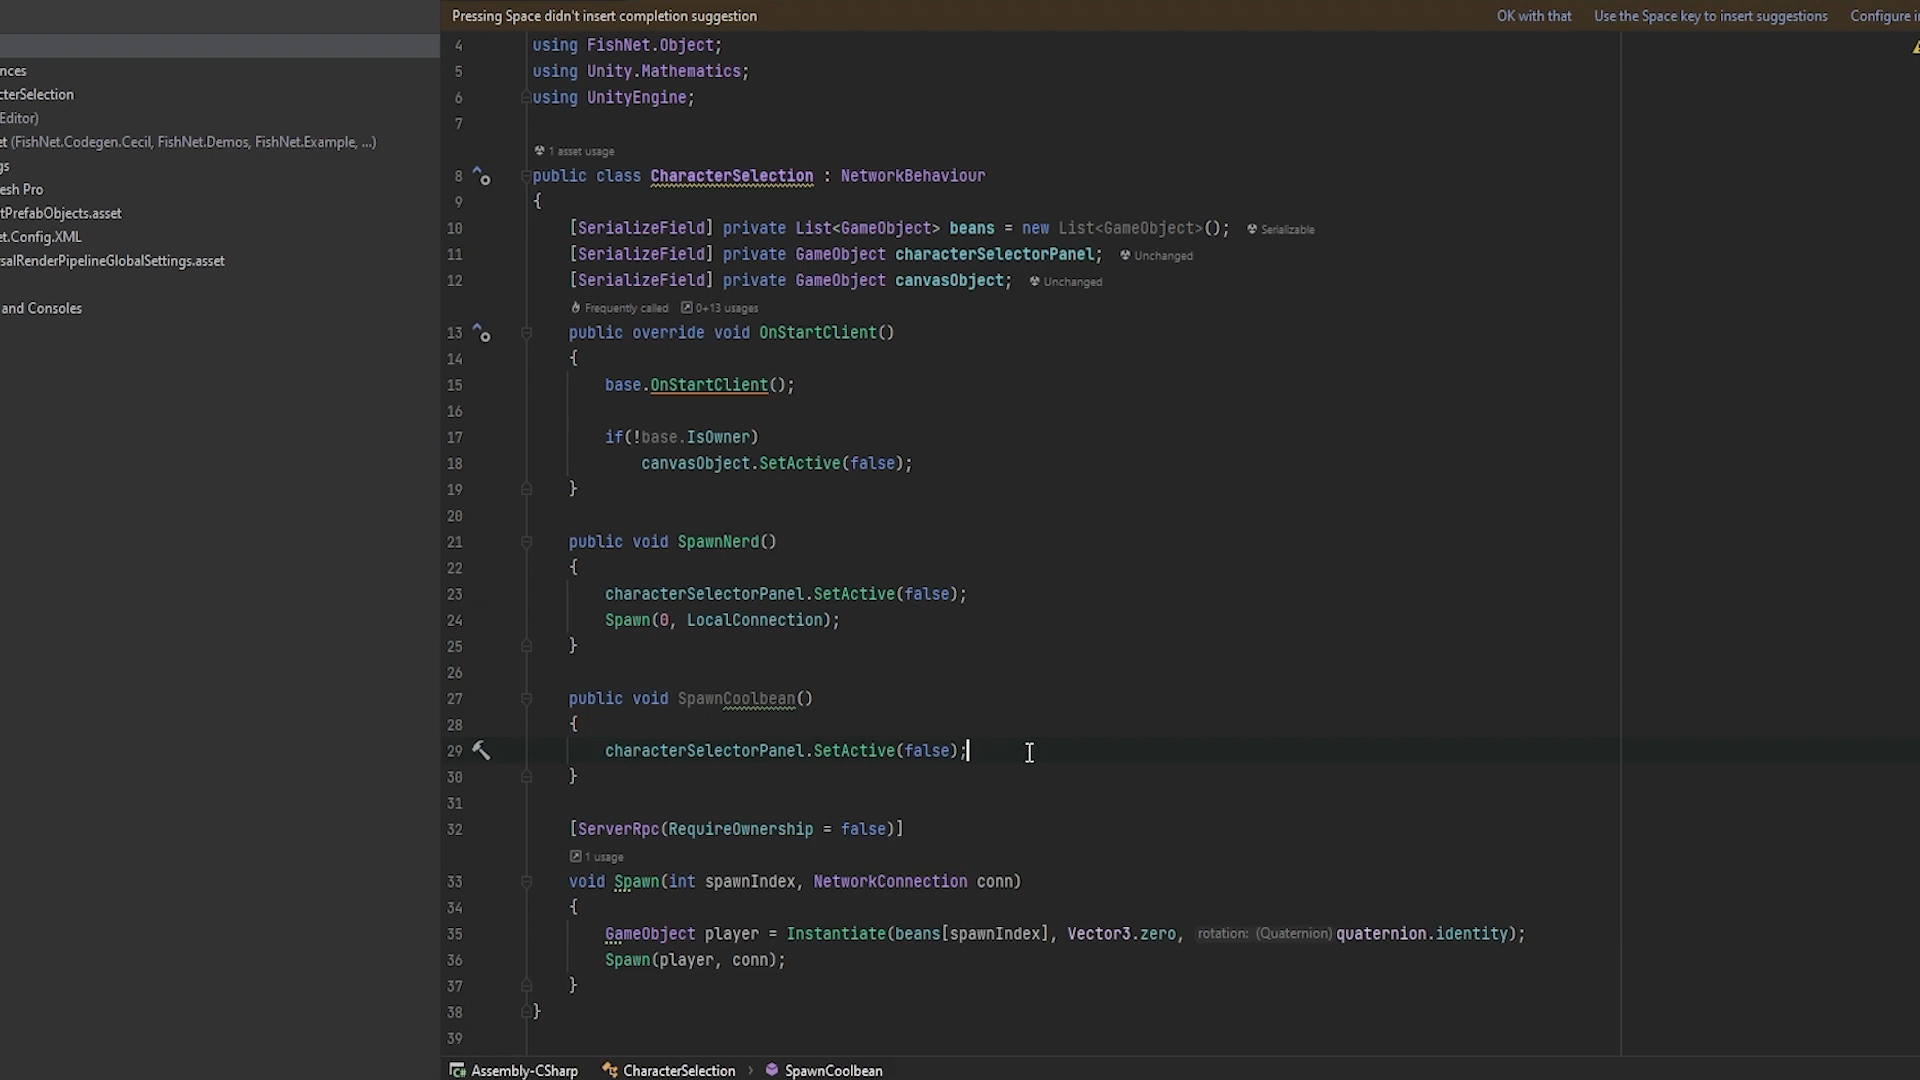 Pressing Space didn't insert completion suggestion OK with that Use the Space key to insert suggestions Configure
nces
cterSelection
Editor)
et (FishNet.Codegen.Cecil, FishNet.Demos, FishNet.Example, ...)
gs
esh Pro
tPrefabObjects.asset
et.Config.XML
salRenderPipelineGlobalSettings.asset
and Consoles
4 using FishNet.Object;
5 using Unity.Mathematics;
6 using UnityEngine;
7
1 asset usage
8 public class CharacterSelection : NetworkBehaviour
9 {
10 [SerializeField] private List<GameObject> beans = new List<GameObject>(); Serializable
11 [SerializeField] private GameObject characterSelectorPanel; Unchanged
12 [SerializeField] private GameObject canvasObject; Unchanged
Frequently called 0+13 usages
13 public override void OnStartClient()
14 {
15 base.OnStartClient();
16
17 if(!base.IsOwner)
18 canvasObject.SetActive(false);
19 }
20
21 public void SpawnNerd()
22 {
23 characterSelectorPanel.SetActive(false);
24 Spawn(0, LocalConnection);
25 }
26
27 public void SpawnCoolbean()
28 {
29 characterSelectorPanel.SetActive(false);
30 }
31
32 [ServerRpc(RequireOwnership = false)]
1 usage
33 void Spawn(int spawnIndex, NetworkConnection conn)
34 {
35 GameObject player = Instantiate(beans[spawnIndex], Vector3.zero, rotation: (Quaternion) quaternion.identity);
36 Spawn(player, conn);
37 }
38 }
39
Assembly-CSharp CharacterSelection › SpawnCoolbean